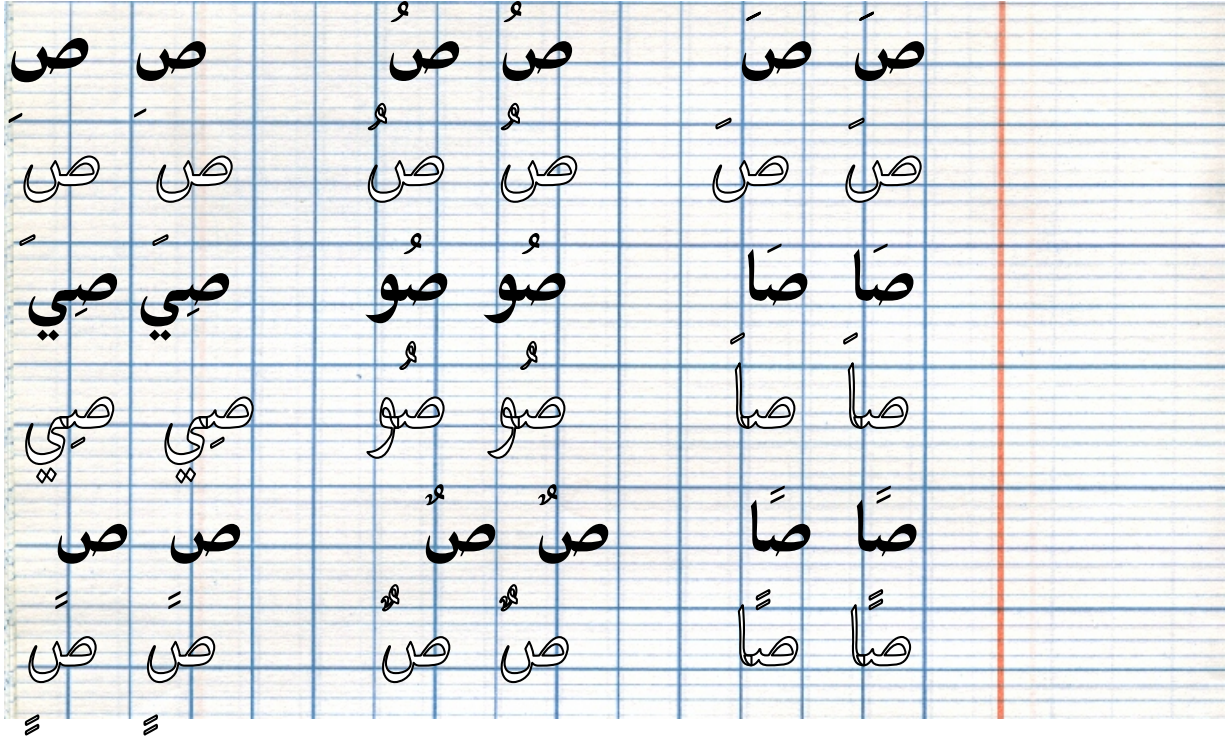 صَ صَ صُ صُ صِ صِ
صَ صَ صُ صُ صِ صِ
صَا صَا صُو صُو صِي صِي
صَا صَا صُو صُو صِي صِي
صًا صًا صٌ صٌ صٍ صٍ
صًا صًا صٌ صٌ صٍ صٍ